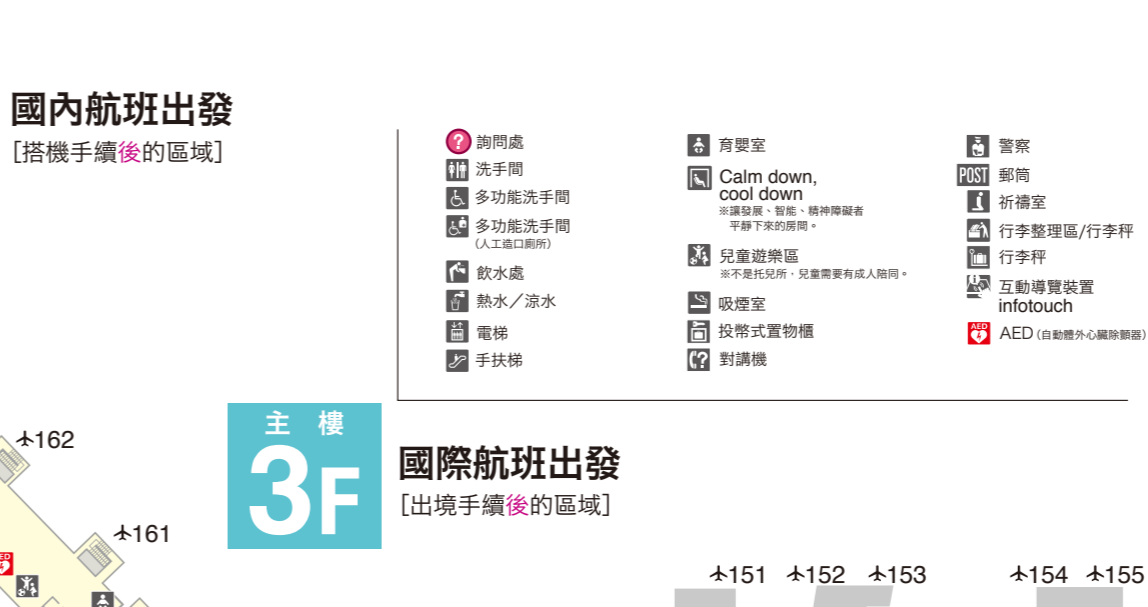 國內航班出發
[搭機手續後的區域]
? 詢問處
洗手間
多功能洗手間
多功能洗手間
(人工造口廁所)
飲水處
熱水／涼水
電梯
手扶梯
育嬰室
Calm down,
cool down
※讓發展、智能、精神障礙者
平靜下來的房間。
兒童遊樂區
※不是托兒所，兒童需要有成人陪同。
吸煙室
投幣式置物櫃
? 對講機
警察
POST 郵筒
祈禱室
行李整理區/行李秤
行李秤
互動導覽裝置
infotouch
AED AED (自動體外心臟除顫器)
162
主樓
3F
國際航班出發
[出境手續後的區域]
161
AED
151 152 153 154 155